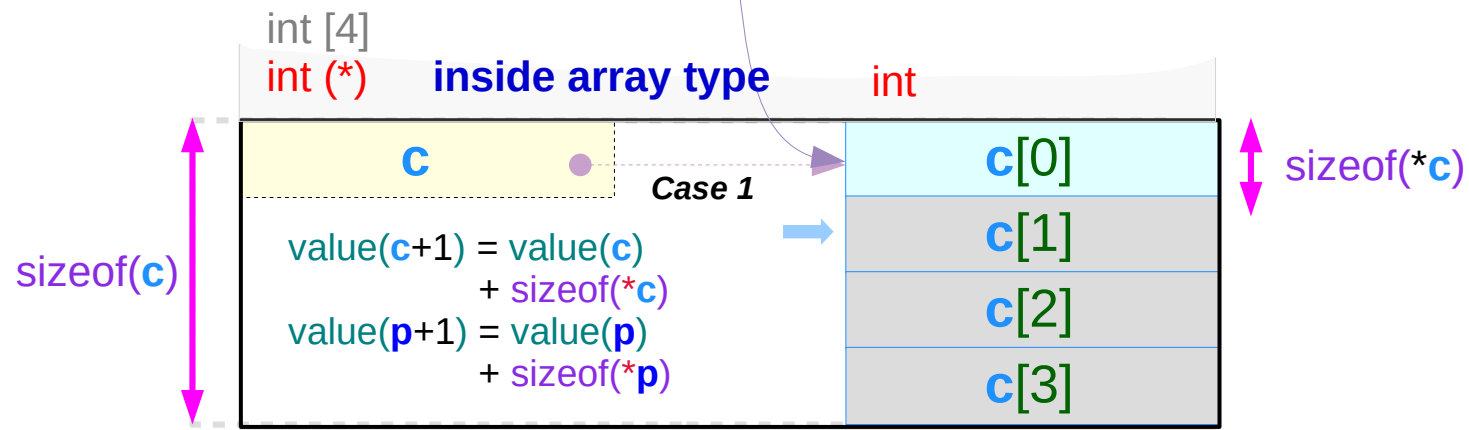 int [4]
int (*) inside array type int
c c[0] sizeof(*c)
Case 1
c[1]
value(c+1) = value(c)
sizeof(c) + sizeof(*c) c[2]
value(p+1) = value(p)
+ sizeof(*p) c[3]